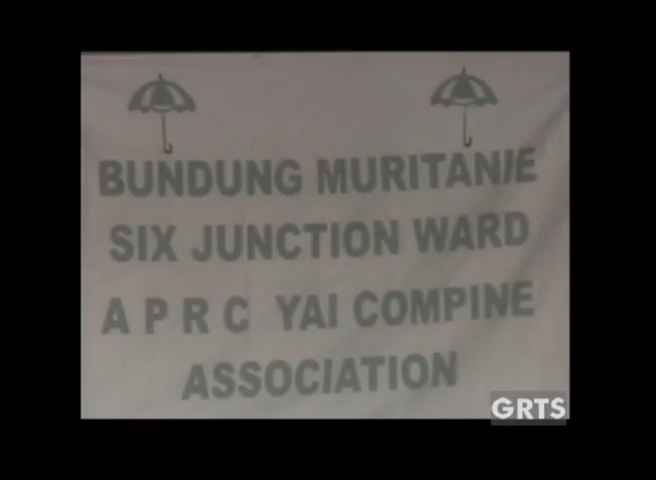 BUNDUNG MURITANIE
SIX JUNCTION WARD
A P R C YAI COMPINE
ASSOCIATION
GRTS